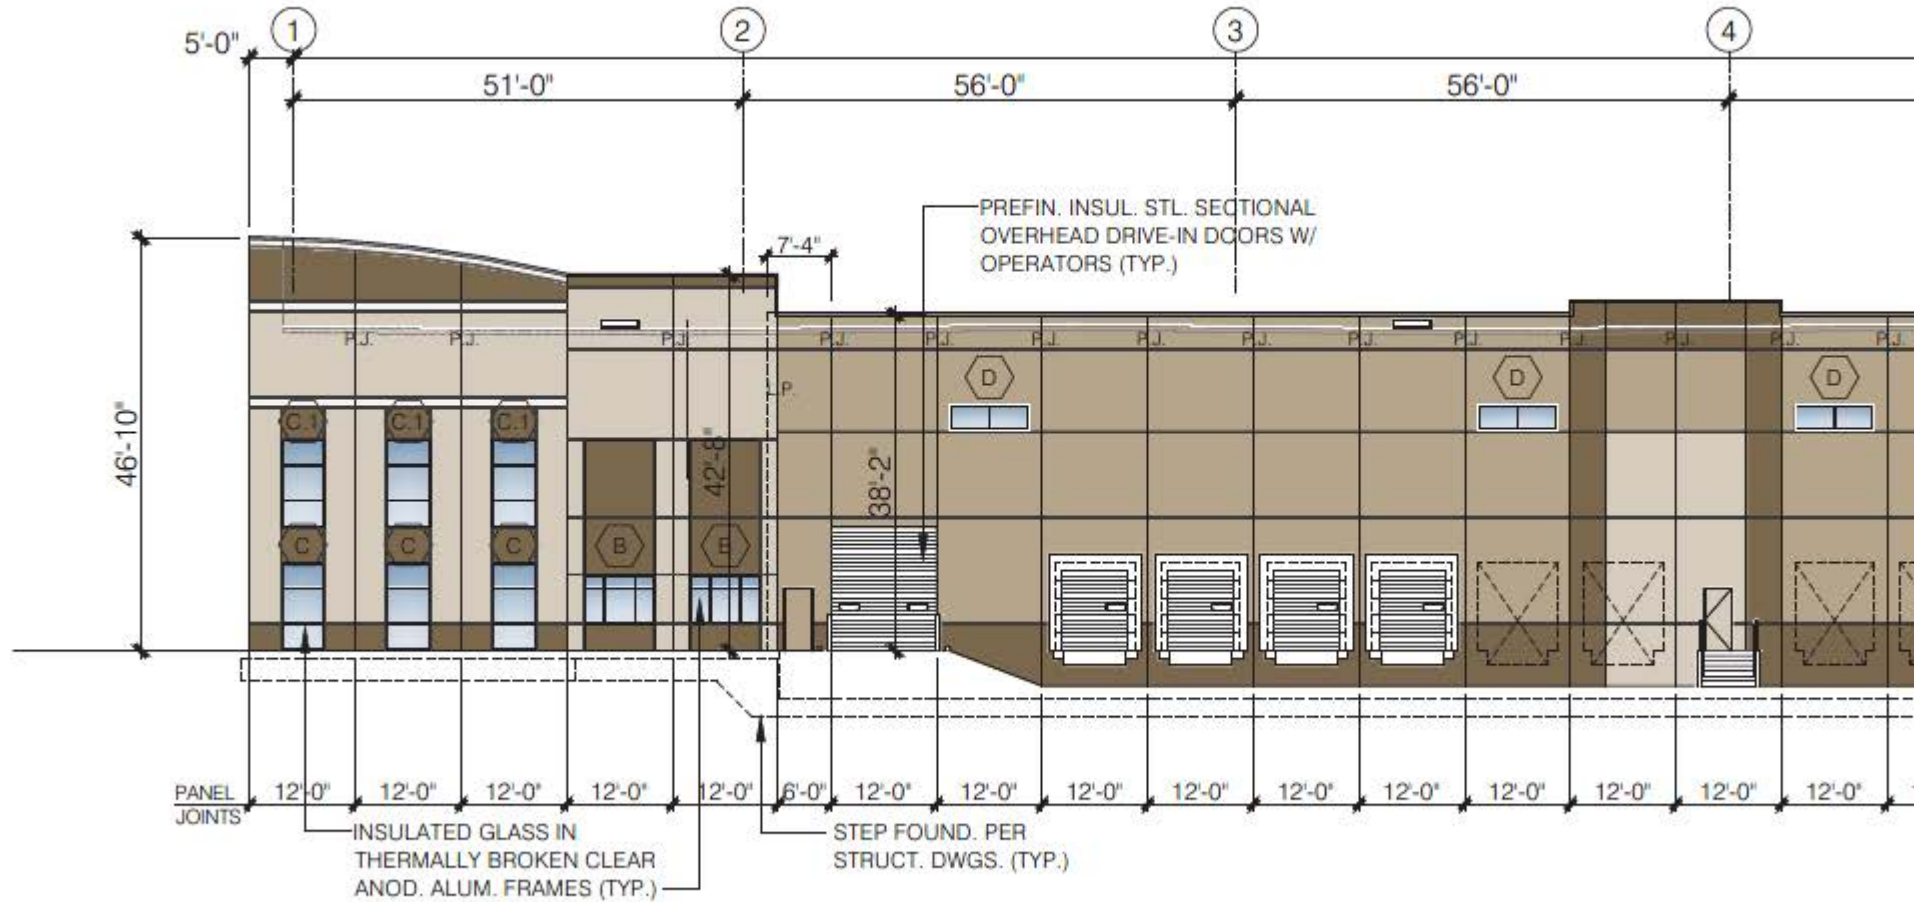 1 2 3 4
5'-0"
51'-0" 56'-0" 56'-0"
PREFIN. INSUL. STL. SECTIONAL
OVERHEAD DRIVE-IN DOORS W/
OPERATORS (TYP.)
7'-4"
P.J. P.J. P.J. P.J. P.J. P.J. P.J. P.J. P.J. P.J. P.J. P.J. P.J. P.J.
D D D
L.P.
C.1 C.1 C.1
46'-10"
42'-8"
38'-2"
C C C B B
PANEL
JOINTS
12'-0" 12'-0" 12'-0" 12'-0" 12'-0" 6'-0" 12'-0" 12'-0" 12'-0" 12'-0" 12'-0" 12'-0" 12'-0" 12'-0" 12'-0" 12'-0"
INSULATED GLASS IN
THERMALLY BROKEN CLEAR
ANOD. ALUM. FRAMES (TYP.)
STEP FOUND. PER
STRUCT. DWGS. (TYP.)